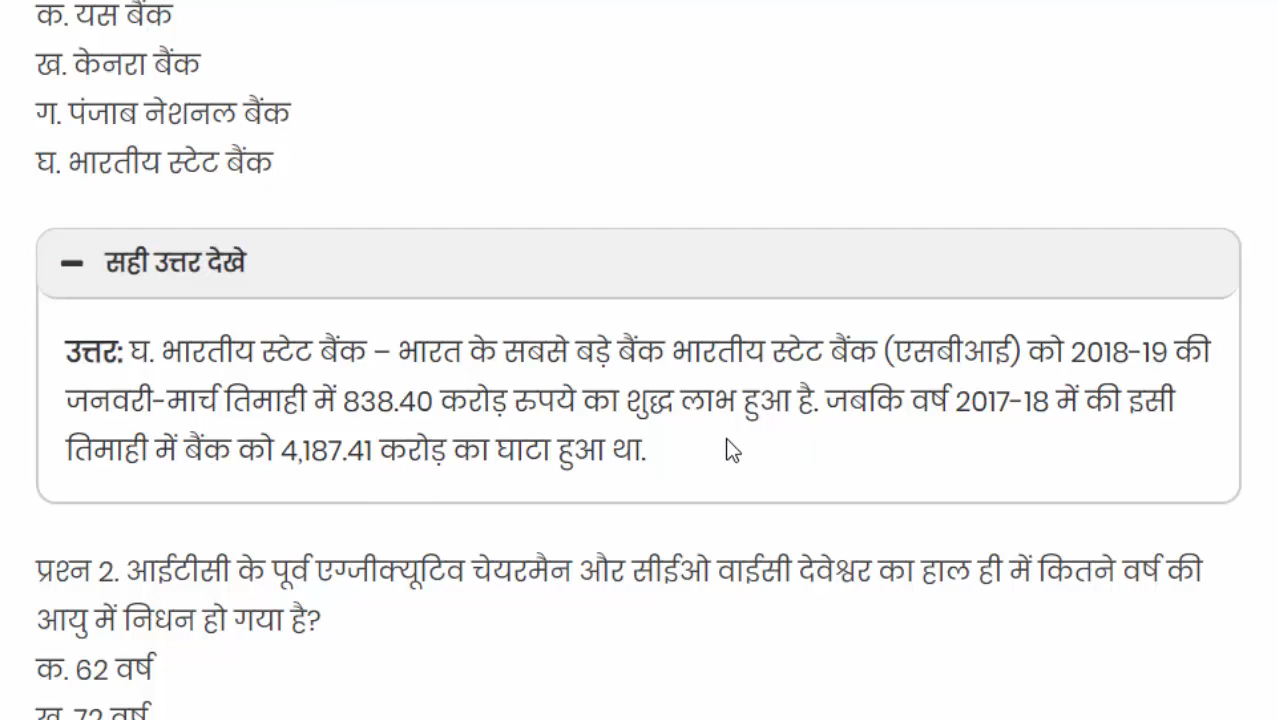 क. यस बैंक
ख. केनरा बैंक
ग. पंजाब नेशनल बैंक
घ. भारतीय स्टेट बैंक
सही उत्तर देखे
उत्तर: घ. भारतीय स्टेट बैंक – भारत के सबसे बड़े बैंक भारतीय स्टेट बैंक (एसबीआई) को 2018-19 की
जनवरी-मार्च तिमाही में 838.40 करोड़ रुपये का शुद्ध लाभ हुआ है. जबकि वर्ष 2017-18 में की इसी
तिमाही में बैंक को 4,187.41 करोड़ का घाटा हुआ था.
प्रश्न 2. आईटीसी के पूर्व एग्जीक्यूटिव चेयरमैन और सीईओ वाईसी देवेश्वर का हाल ही में कितने वर्ष की
आयु में निधन हो गया है?
क. 62 वर्ष
ख. 72 वर्ष